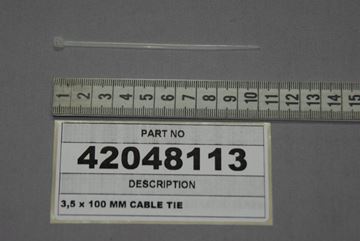 1 2 3 4 5 6 7 8 9 10 11 12 13 14 15
PART NO
42048113
DESCRIPTION
3,5 x 100 MM CABLE TIE